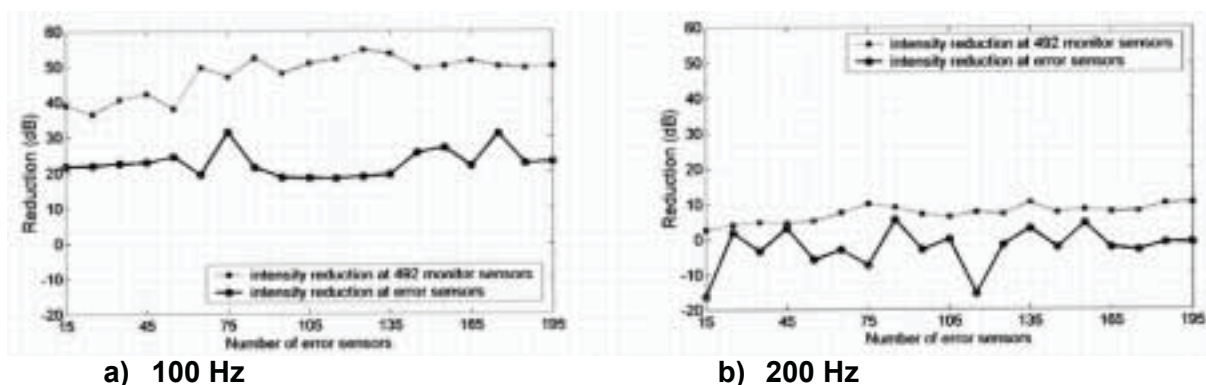 60
50
40
30
20
10
0
-10
-20
Reduction (dB)
intensity reduction at 492 monitor sensors
intensity reduction at error sensors
15 45 75 105 135 165 195
Number of error sensors
a) 100 Hz
60
50
40
30
20
10
0
-10
-20
Reduction (dB)
intensity reduction at 492 monitor sensors
intensity reduction at error sensors
15 45 75 105 135 165 195
Number of error sensors
b) 200 Hz